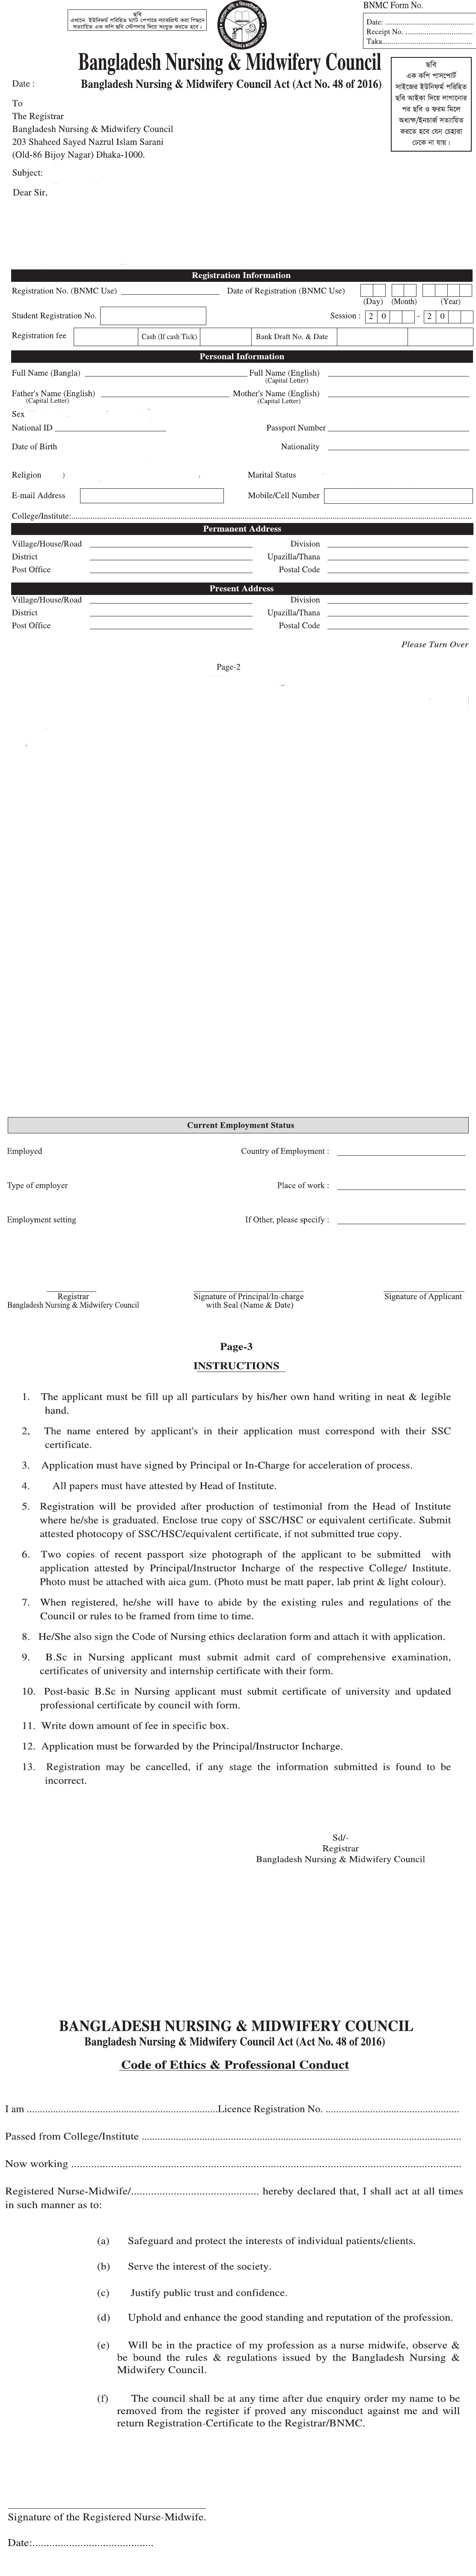 ছবি
এখানে ইউনিফর্ম পরিহিত ম্যাট পেপারে ল্যাবপ্রিন্ট করা পিছনে
সত্যায়িত এক কপি ছবি স্টেপলার দিয়ে সংযুক্ত করতে হবে।
BNMC Form No.
Date:
Receipt No.
Taka
Bangladesh Nursing & Midwifery Council
Date : Bangladesh Nursing & Midwifery Council Act (Act No. 48 of 2016)
ছবি
এক কপি পাসপোর্ট
সাইজের ইউনিফর্ম পরিহিত
ছবি আইকা দিয়ে লাগানোর
পর ছবি ও ফরম মিলে
অধ্যক্ষ/ইনচার্জ সত্যায়িত
করতে হবে যেন চেহারা
ঢেকে না যায়।
To
The Registrar
Bangladesh Nursing & Midwifery Council
203 Shaheed Sayed Nazrul Islam Sarani
(Old-86 Bijoy Nagar) Dhaka-1000.
Subject:
Dear Sir,
Registration Information
Registration No. (BNMC Use) Date of Registration (BNMC Use)
(Day) (Month) (Year)
Student Registration No. Session : 2 0 - 2 0
Registration fee Cash (If cash Tick) Bank Draft No. & Date
Personal Information
Full Name (Bangla) Full Name (English)
(Capital Letter)
Father's Name (English) Mother's Name (English)
(Capital Letter) (Capital Letter)
Sex
National ID Passport Number
Date of Birth Nationality
Religion ) Marital Status
E-mail Address Mobile/Cell Number
College/Institute:
Permanent Address
Village/House/Road Division
District Upazilla/Thana
Post Office Postal Code
Present Address
Village/House/Road Division
District Upazilla/Thana
Post Office Postal Code
Please Turn Over
Page-2
Current Employment Status
Employed Country of Employment :
Type of employer Place of work :
Employment setting If Other, please specify :
Registrar Signature of Principal/In-charge Signature of Applicant
Bangladesh Nursing & Midwifery Council with Seal (Name & Date)
Page-3
INSTRUCTIONS
1. The applicant must be fill up all particulars by his/her own hand writing in neat & legible
hand.
2, The name entered by applicant's in their application must correspond with their SSC
certificate.
3. Application must have signed by Principal or In-Charge for acceleration of process.
4. All papers must have attested by Head of Institute.
5. Registration will be provided after production of testimonial from the Head of Institute
where he/she is graduated. Enclose true copy of SSC/HSC or equivalent certificate. Submit
attested photocopy of SSC/HSC/equivalent certificate, if not submitted true copy.
6. Two copies of recent passport size photograph of the applicant to be submitted with
application attested by Principal/Instructor Incharge of the respective College/ Institute.
Photo must be attached with aica gum. (Photo must be matt paper, lab print & light colour).
7. When registered, he/she will have to abide by the existing rules and regulations of the
Council or rules to be framed from time to time.
8. He/She also sign the Code of Nursing ethics declaration form and attach it with application.
9. B.Sc in Nursing applicant must submit admit card of comprehensive examination,
certificates of university and internship certificate with their form.
10. Post-basic B.Sc in Nursing applicant must submit certificate of university and updated
professional certificate by council with form.
11. Write down amount of fee in specific box.
12. Application must be forwarded by the Principal/Instructor Incharge.
13. Registration may be cancelled, if any stage the information submitted is found to be
incorrect.
Sd/-
Registrar
Bangladesh Nursing & Midwifery Council
BANGLADESH NURSING & MIDWIFERY COUNCIL
Bangladesh Nursing & Midwifery Council Act (Act No. 48 of 2016)
Code of Ethics & Professional Conduct
I am ........ Licence Registration No. ........
Passed from College/Institute ........
Now working ........
Registered Nurse-Midwife/........ hereby declared that, I shall act at all times
in such manner as to:
(a) Safeguard and protect the interests of individual patients/clients.
(b) Serve the interest of the society.
(c) Justify public trust and confidence.
(d) Uphold and enhance the good standing and reputation of the profession.
(e) Will be in the practice of my profession as a nurse midwife, observe &
be bound the rules & regulations issued by the Bangladesh Nursing &
Midwifery Council.
(f) The council shall be at any time after due enquiry order my name to be
removed from the register if proved any misconduct against me and will
return Registration-Certificate to the Registrar/BNMC.
Signature of the Registered Nurse-Midwife.
Date:........